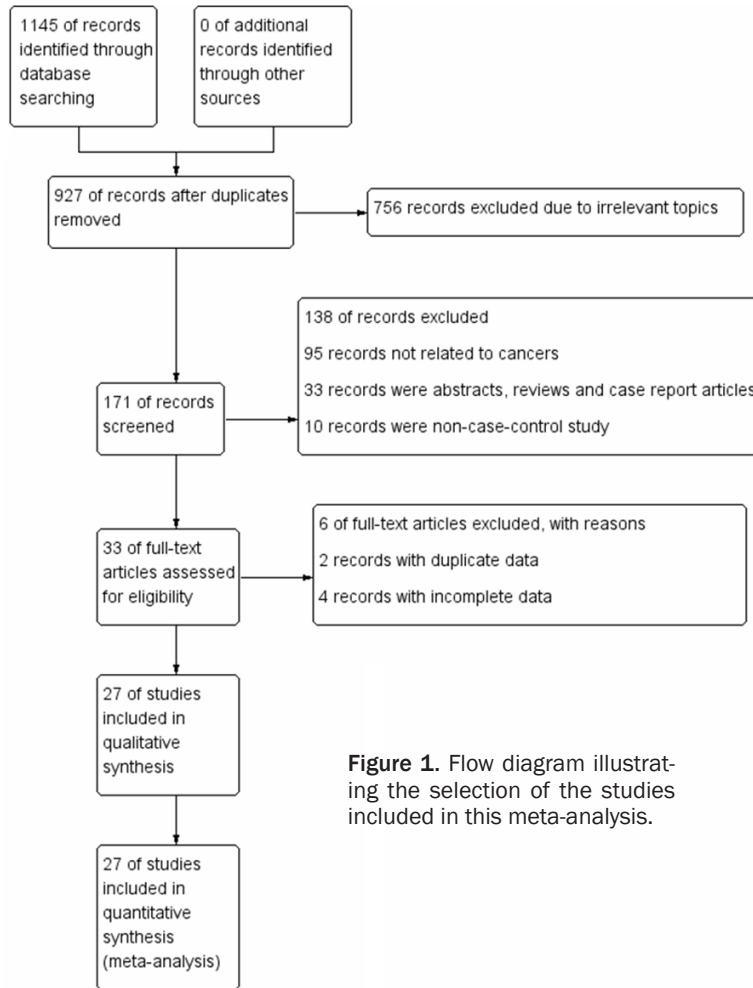 1145 of records
identified through
database
searching
0 of additional
records identified
through other
sources
927 of records after duplicates
removed
756 records excluded due to irrelevant topics
138 of records excluded
95 records not related to cancers
33 records were abstracts, reviews and case report articles
10 records were non-case-control study
171 of records
screened
6 of full-text articles excluded, with reasons
2 records with duplicate data
4 records with incomplete data
33 of full-text
articles assessed
for eligibility
27 of studies
included in
qualitative
synthesis
Figure 1. Flow diagram illustrat-
ing the selection of the studies
included in this meta-analysis.
27 of studies
included in
quantitative
synthesis
(meta-analysis)